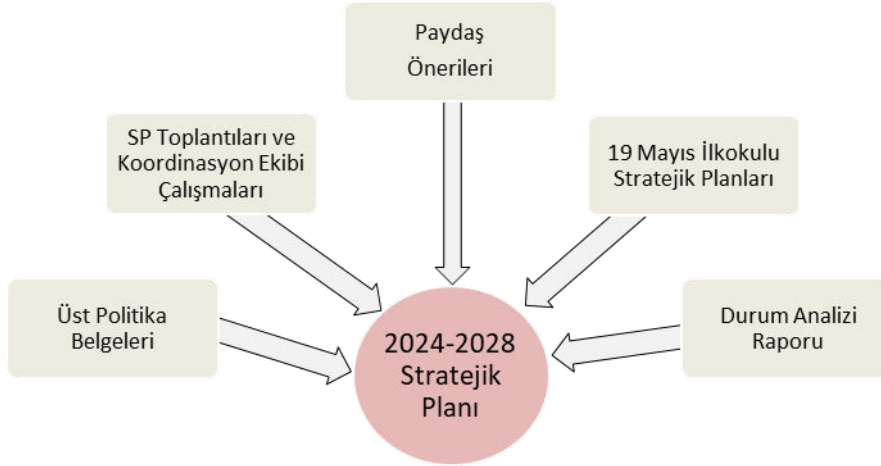 Paydaş
Önerileri
SP Toplantıları ve
Koordinasyon Ekibi
Çalışmaları
19 Mayıs İlkokulu
Stratejik Planları
Üst Politika
Belgeleri
Durum Analizi
Raporu
2024-2028
Stratejik
Planı